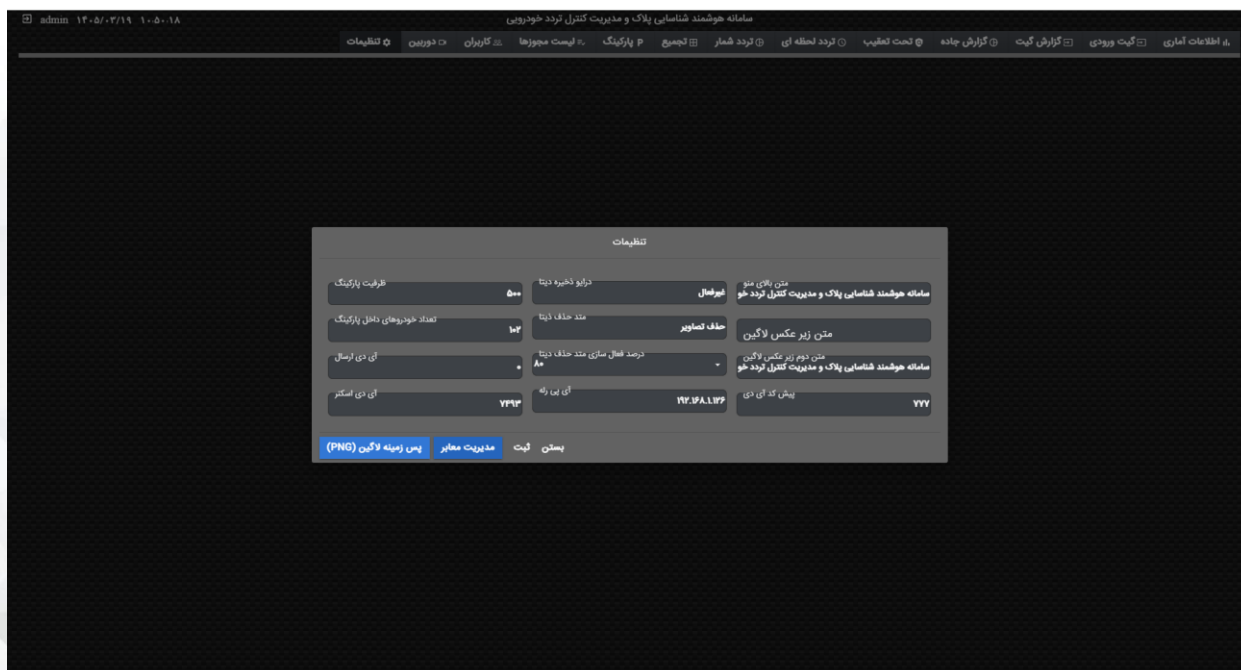 سامانه هوشمند شناسایی پلاک و مدیریت کنترل تردد خودرویی
admin ۱۴۰۵/۰۳/۱۹ ۱۰:۵۰:۱۸
اطلاعات آماری گیت ورودی گزارش گیت گزارش جاده تحت تعقیب تردد لحظه ای تردد شمار تجمیع پارکینگ لیست مجوزها کاربران دوربین تنظیمات
تنظیمات
متن بالای منو درایو ذخیره دیتا ظرفیت پارکینگ
سامانه هوشمند شناسایی پلاک و مدیریت کنترل تردد خو غیرفعال ۵۰۰
متن زیر عکس لاگین متد حذف دیتا تعداد خودروهای داخل پارکینگ
حذف تصاویر ۱۰۲
متن دوم زیر عکس لاگین درصد فعال سازی متد حذف دیتا آی دی ارسال
سامانه هوشمند شناسایی پلاک و مدیریت کنترل تردد خو ۸۰ ۰
پیش کد آی دی آی پی رله آی دی اسکنر
۷۷۷ ۱۹۲.۱۶۸.۱.۱۲۶ ۷۴۹۳
بستن ثبت مدیریت معابر پس زمینه لاگین (PNG)